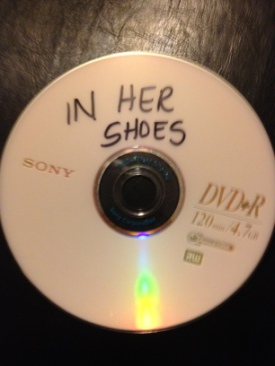 IN HER
SHOES
SONY
DVD+R
120min/4.7GB